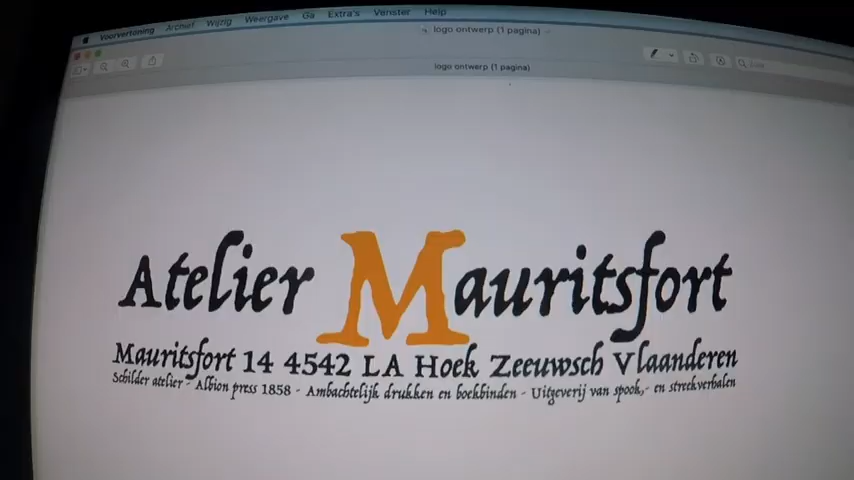 Voorvertoning Archief Wijzig Weergave Ga Extra's Venster Help
logo ontwerp (1 pagina)
logo ontwerp (1 pagina)
Atelier Mauritsfort
Mauritsfort 14 4542 LA Hoek Zeeuwsch Vlaanderen
Schilder atelier - Albion press 1858 - Ambachtelijk drukken en boekbinden - Uitgeverij van spook,- en streekverhalen